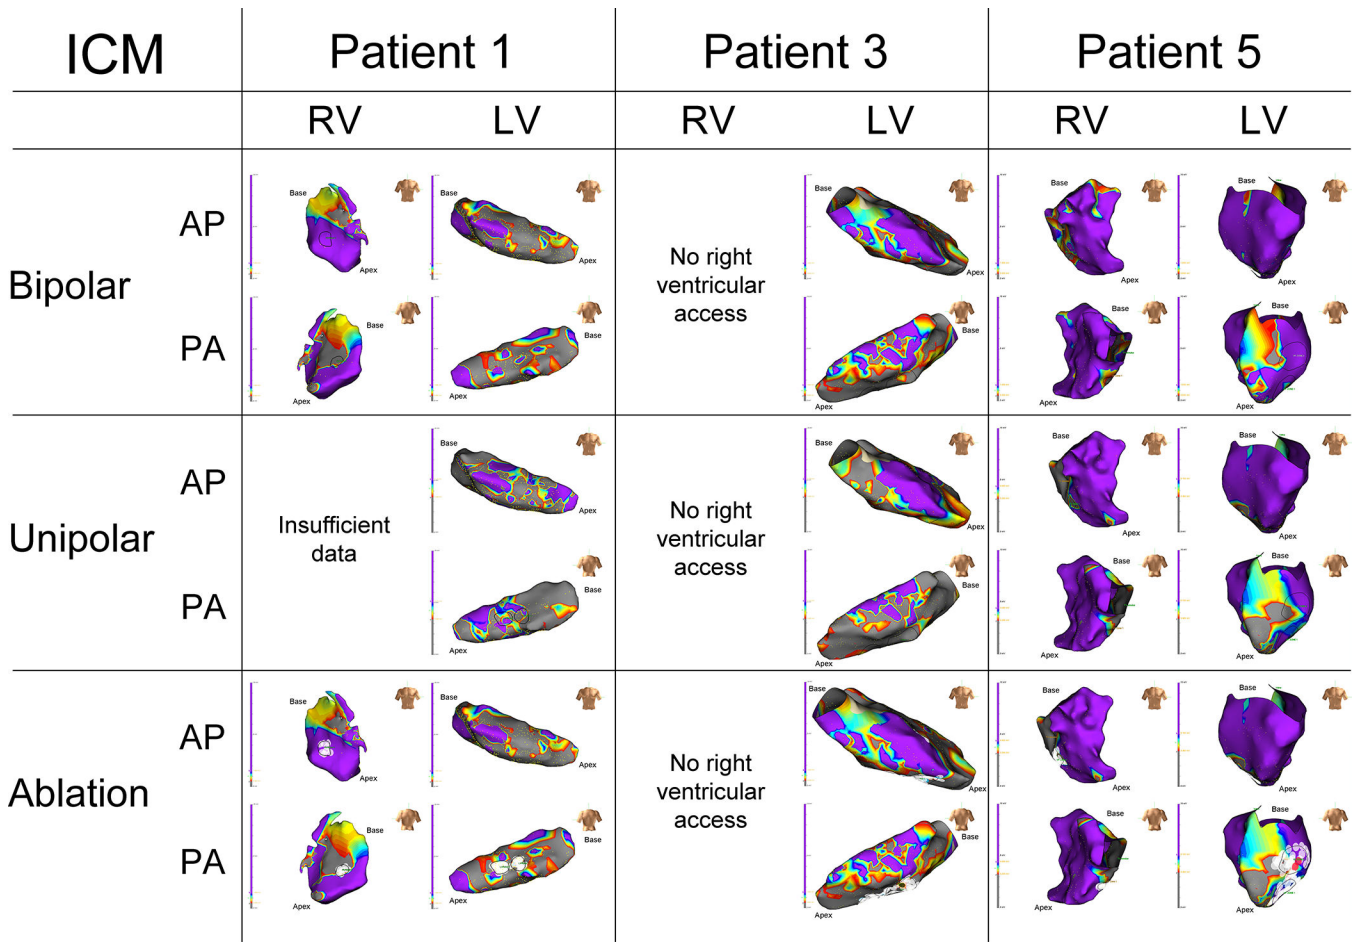 ICM Patient 1 Patient 3 Patient 5
RV LV RV LV RV LV
Bipolar
AP
Base
Apex
Base
Apex
No right
ventricular
access
Base
Apex
Base
Apex
Base
Apex
PA
Base
Apex
Base
Apex
Base
Apex
Base
Apex
Base
Apex
Unipolar
AP
Insufficient
data
Base
Apex
No right
ventricular
access
Base
Apex
Base
Apex
Base
Apex
PA
Base
Apex
Base
Apex
Base
Apex
Base
Apex
Ablation
AP
Base
Apex
Base
Apex
No right
ventricular
access
Base
Apex
Base
Apex
Base
Apex
PA
Base
Apex
Base
Apex
Base
Apex
Base
Apex
Base
Apex